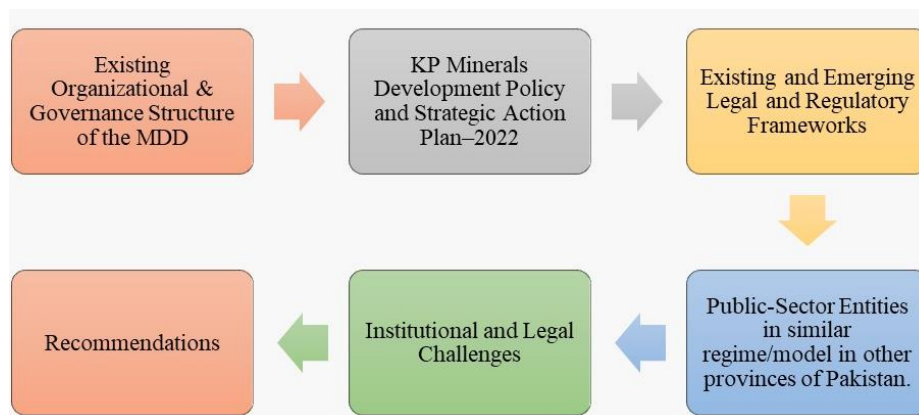 Existing
Organizational &
Governance Structure
of the MDD
KP Minerals
Development Policy
and Strategic Action
Plan–2022
Existing and Emerging
Legal and Regulatory
Frameworks
Public-Sector Entities
in similar
regime/model in other
provinces of Pakistan.
Institutional and Legal
Challenges
Recommendations